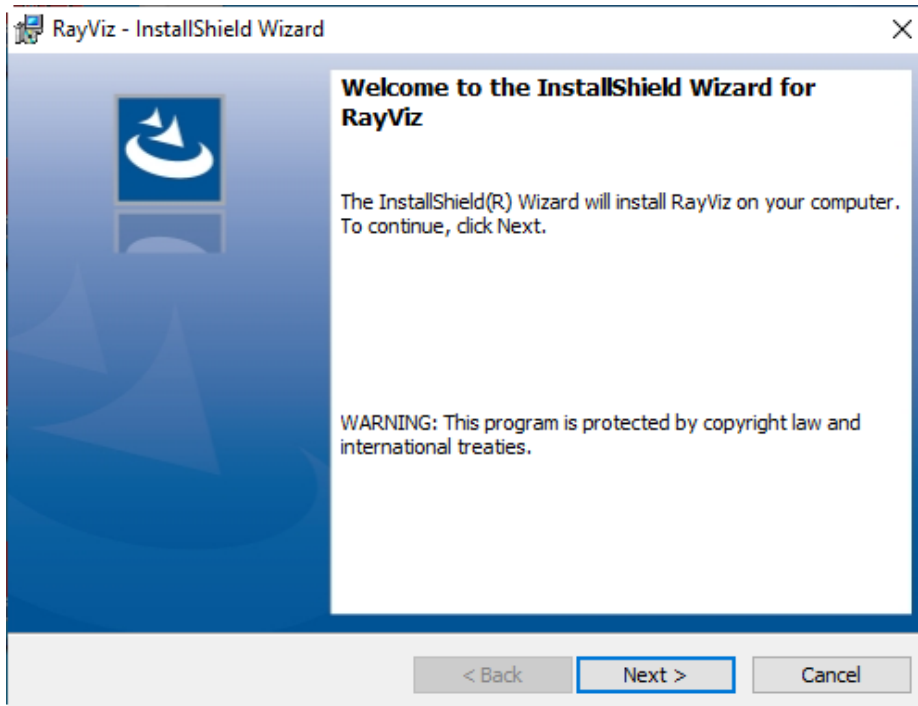 RayViz - InstallShield Wizard
Welcome to the InstallShield Wizard for
RayViz
The InstallShield(R) Wizard will install RayViz on your computer.
To continue, click Next.
WARNING: This program is protected by copyright law and
international treaties.
< Back
Next >
Cancel